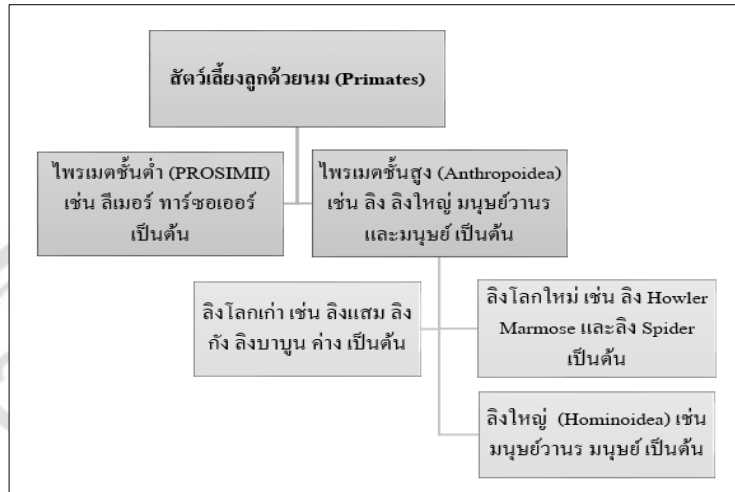 สัตว์เลี้ยงลูกด้วยนม (Primates)
ไพรเมตชั้นต่ำ (PROSIMII)
เช่น ลีเมอร์ ทาร์ซอเออร์
เป็นต้น
ไพรเมตชั้นสูง (Anthropoidea)
เช่น ลิง ลิงใหญ่ มนุษย์วานร
และมนุษย์ เป็นต้น
ลิงโลกเก่า เช่น ลิงแสม ลิง
กัง ลิงบาบูน ค่าง เป็นต้น
ลิงโลกใหม่ เช่น ลิง Howler
Marmose และลิง Spider
เป็นต้น
ลิงใหญ่ (Hominoidea) เช่น
มนุษย์วานร มนุษย์ เป็นต้น